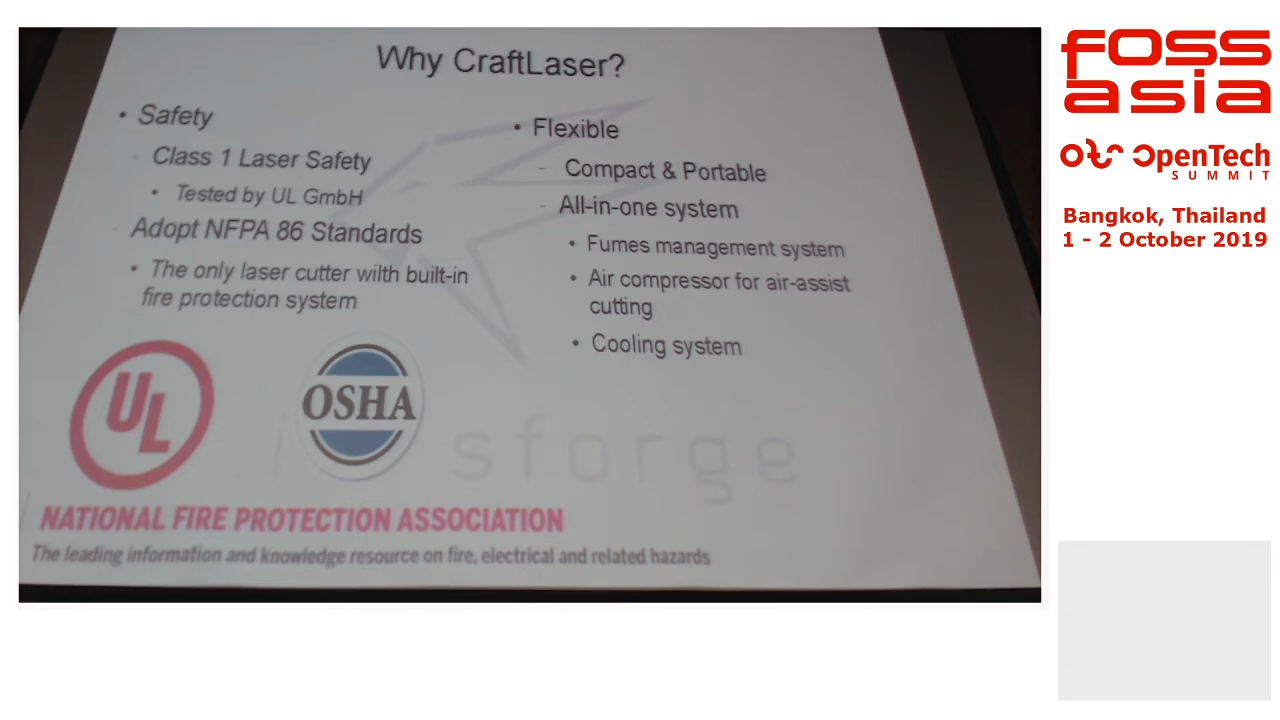 Why CraftLaser?
• Safety
- Class 1 Laser Safety
• Tested by UL GmbH
- Adopt NFPA 86 Standards
• The only laser cutter wilth built-in
fire protection system
• Flexible
- Compact & Portable
- All-in-one system
• Fumes management system
• Air compressor for air-assist
cutting
• Cooling system
UL
OSHA
sforge
NATIONAL FIRE PROTECTION ASSOCIATION
The leading information and knowledge resource on fire, electrical and related hazards
FOSS
asia
OpenTech
SUMMIT
Bangkok, Thailand
1 - 2 October 2019